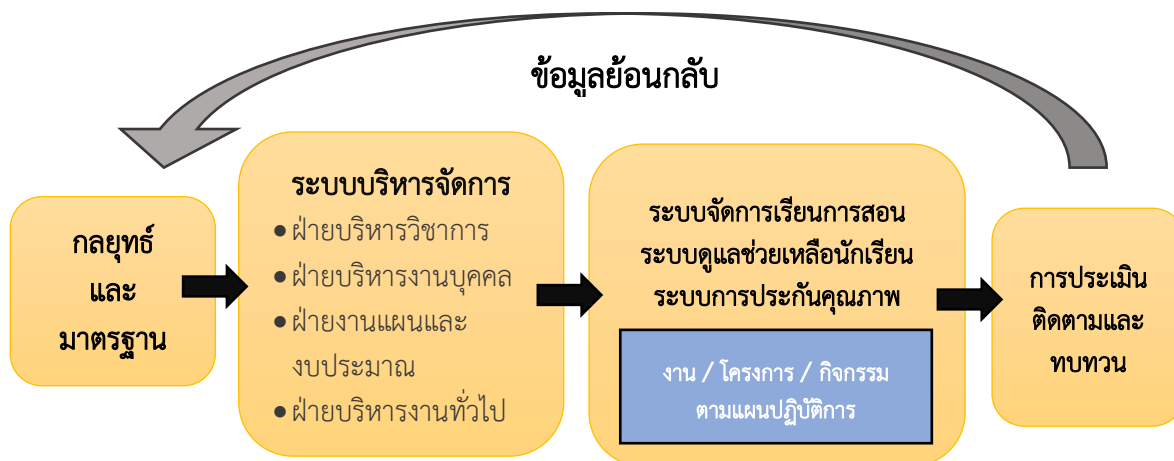 ข้อมูลย้อนกลับ
กลยุทธ์
และ
มาตรฐาน
ระบบบริหารจัดการ
● ฝ่ายบริหารวิชาการ
● ฝ่ายบริหารงานบุคคล
● ฝ่ายงานแผนและ
งบประมาณ
● ฝ่ายบริหารงานทั่วไป
ระบบจัดการเรียนการสอน
ระบบดูแลช่วยเหลือนักเรียน
ระบบการประกันคุณภาพ
งาน / โครงการ / กิจกรรม
ตามแผนปฏิบัติการ
การประเมิน
ติดตามและ
ทบทวน